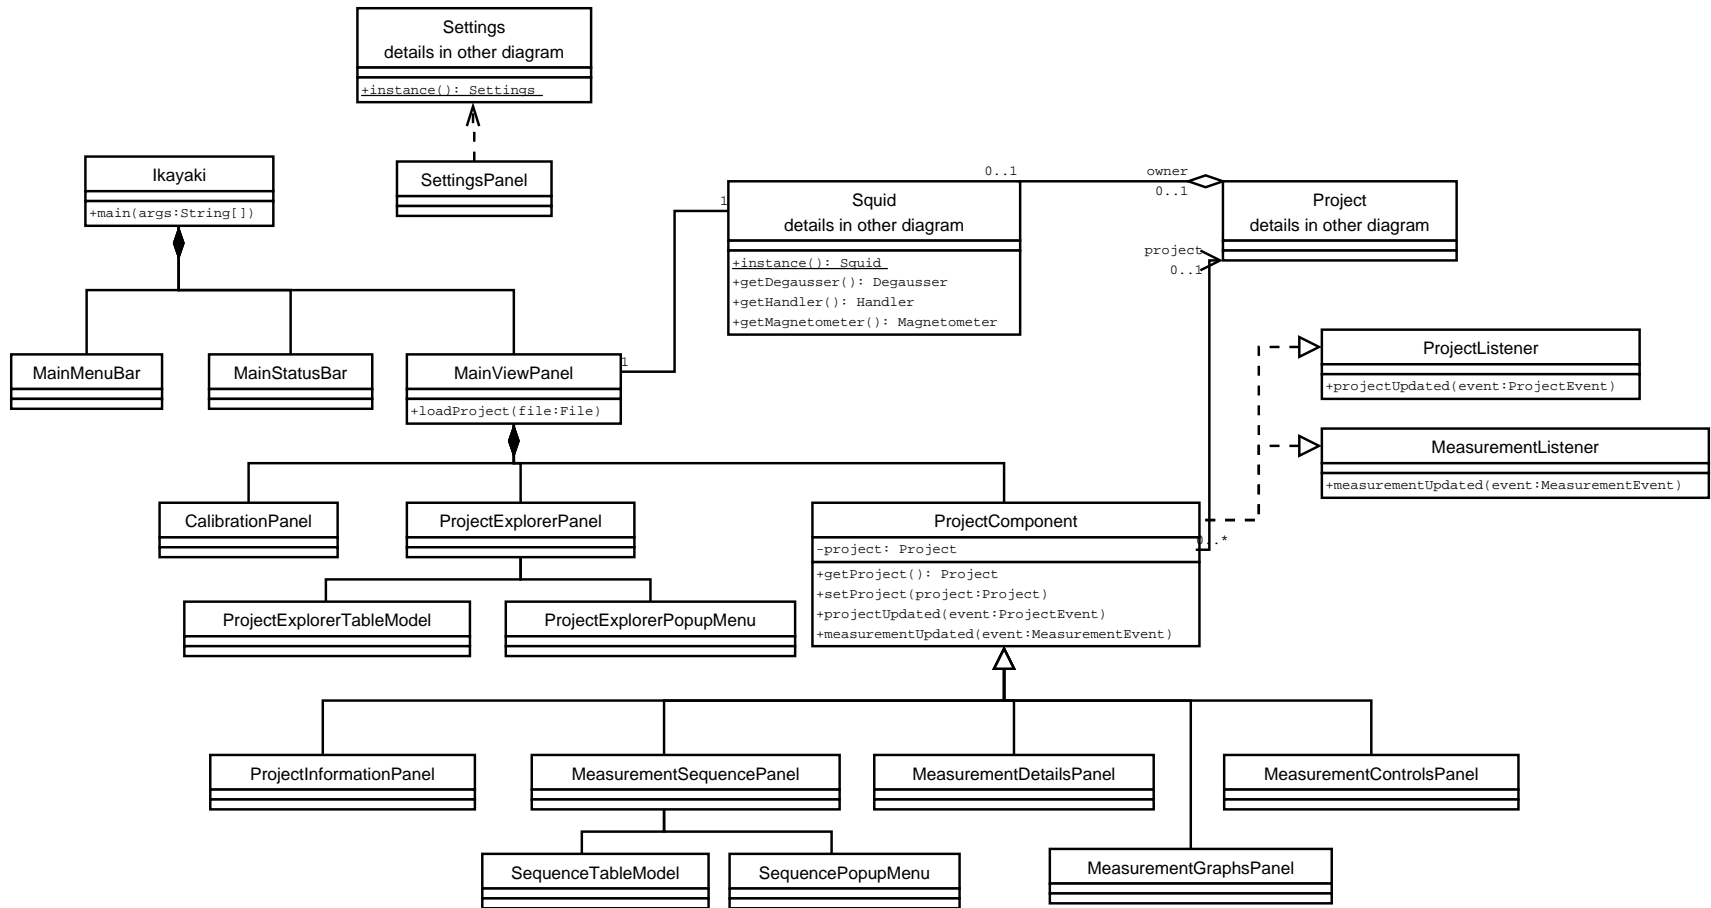 Settings
details in other diagram
+instance(): Settings
Ikayaki
+main(args:String[])
SettingsPanel
0..1
owner
0..1
1
Squid
details in other diagram
+instance(): Squid
+getDegausser(): Degausser
+getHandler(): Handler
+getMagnetometer(): Magnetometer
Project
details in other diagram
project
0..1
ProjectListener
+projectUpdated(event:ProjectEvent)
MainMenuBar
MainStatusBar
MainViewPanel
+loadProject(file:File)
1
MeasurementListener
+measurementUpdated(event:MeasurementEvent)
CalibrationPanel
ProjectExplorerPanel
ProjectComponent
-project: Project
+getProject(): Project
+setProject(project:Project)
+projectUpdated(event:ProjectEvent)
+measurementUpdated(event:MeasurementEvent)
0..*
ProjectExplorerTableModel
ProjectExplorerPopupMenu
ProjectInformationPanel
MeasurementSequencePanel
MeasurementDetailsPanel
MeasurementControlsPanel
SequenceTableModel
SequencePopupMenu
MeasurementGraphsPanel